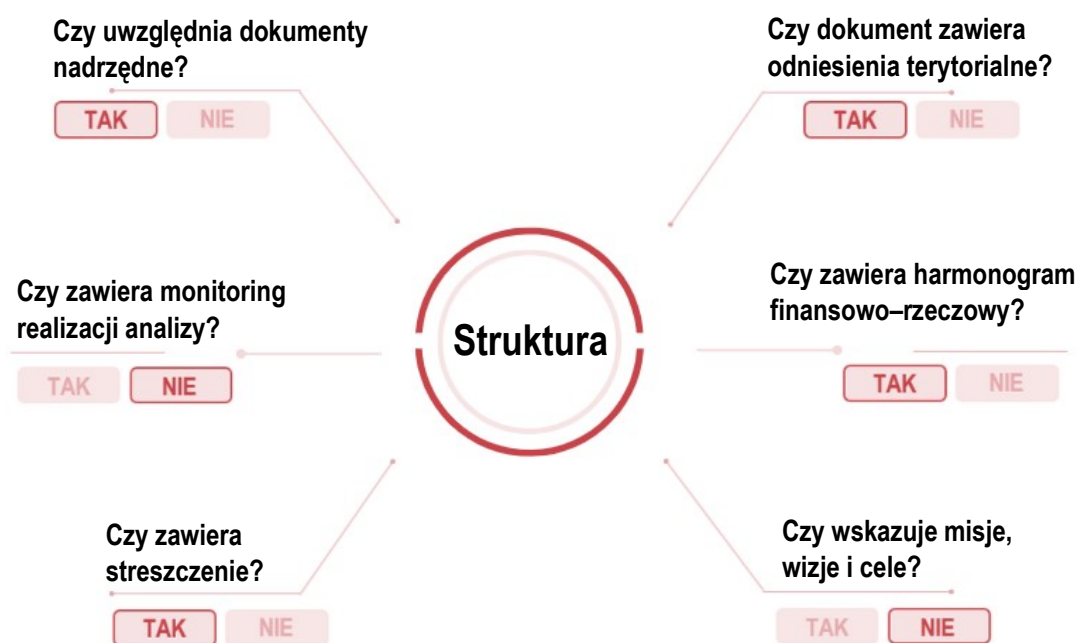 Czy uwzględnia dokumenty
nadrzędne?
TAK NIE
Czy dokument zawiera
odniesienia terytorialne?
TAK NIE
Czy zawiera monitoring
realizacji analizy?
TAK NIE
Struktura
Czy zawiera harmonogram
finansowo–rzeczowy?
TAK NIE
Czy zawiera
streszczenie?
TAK NIE
Czy wskazuje misje,
wizje i cele?
TAK NIE